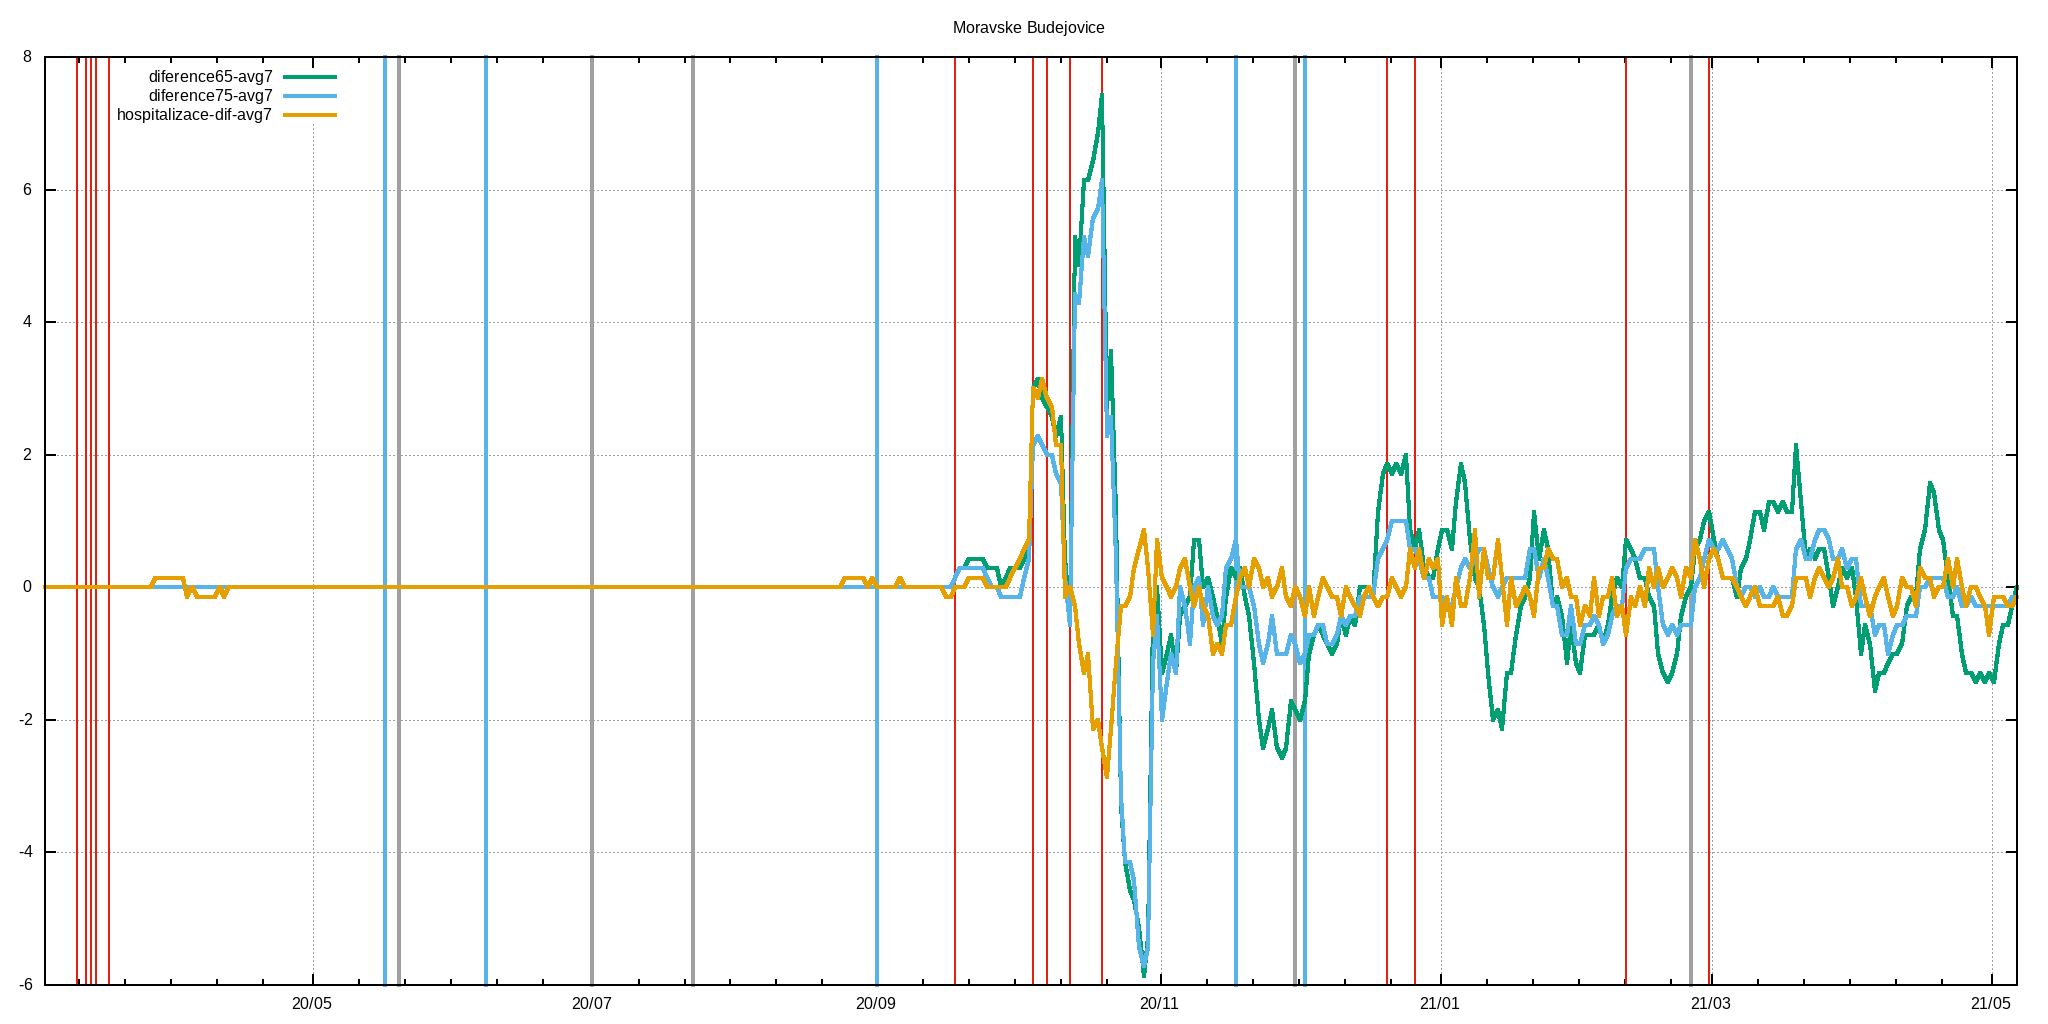 Moravske Budejovice
diference65-avg7
diference75-avg7
hospitalizace-dif-avg7
8
6
4
2
0
-2
-4
-6
20/05 20/07 20/09 20/11 21/01 21/03 21/05